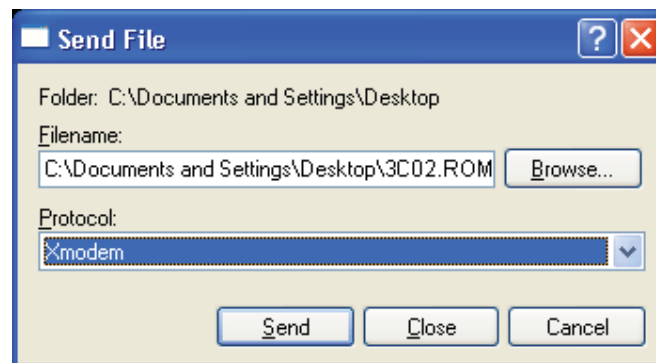 Send File
Folder: C:\Documents and Settings\Desktop
Filename:
C:\Documents and Settings\Desktop\3C02.ROM
Browse...
Protocol:
Xmodem
Send Close Cancel